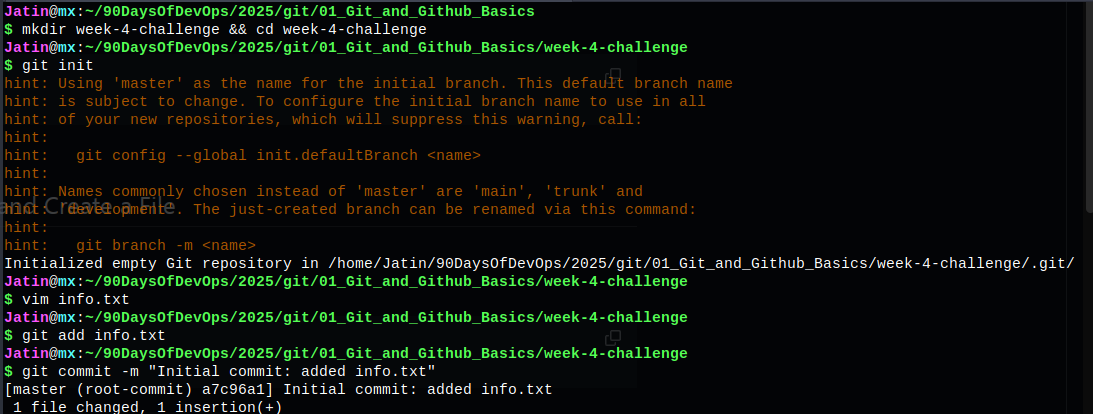 Jatin@mx:~/90DaysOfDevOps/2025/git/01_Git_and_Github_Basics
$ mkdir week-4-challenge && cd week-4-challenge
Jatin@mx:~/90DaysOfDevOps/2025/git/01_Git_and_Github_Basics/week-4-challenge
$ git init
hint: Using 'master' as the name for the initial branch. This default branch name
hint: is subject to change. To configure the initial branch name to use in all
hint: of your new repositories, which will suppress this warning, call:
hint:
hint:   git config --global init.defaultBranch <name>
hint:
hint: Names commonly chosen instead of 'master' are 'main', 'trunk' and
and Create a File.
hint: 'development'. The just-created branch can be renamed via this command:
hint:
hint:   git branch -m <name>
Initialized empty Git repository in /home/Jatin/90DaysOfDevOps/2025/git/01_Git_and_Github_Basics/week-4-challenge/.git/
Jatin@mx:~/90DaysOfDevOps/2025/git/01_Git_and_Github_Basics/week-4-challenge
$ vim info.txt
Jatin@mx:~/90DaysOfDevOps/2025/git/01_Git_and_Github_Basics/week-4-challenge
$ git add info.txt
Jatin@mx:~/90DaysOfDevOps/2025/git/01_Git_and_Github_Basics/week-4-challenge
$ git commit -m "Initial commit: added info.txt"
[master (root-commit) a7c96a1] Initial commit: added info.txt
 1 file changed, 1 insertion(+)